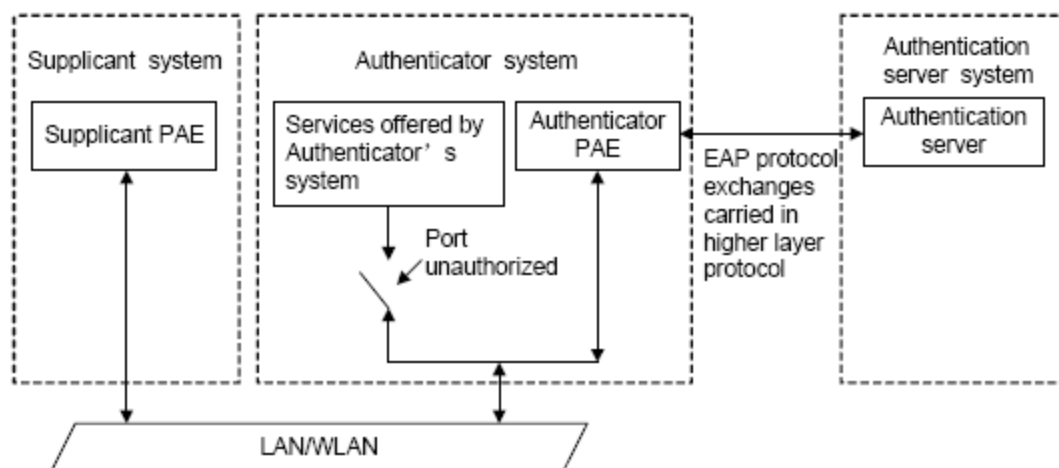 Supplicant system
Supplicant PAE
Authenticator system
Services offered by
Authenticator’s
system
Authenticator
PAE
Port
unauthorized
EAP protocol
exchanges
carried in
higher layer
protocol
Authentication
server system
Authentication
server
LAN/WLAN